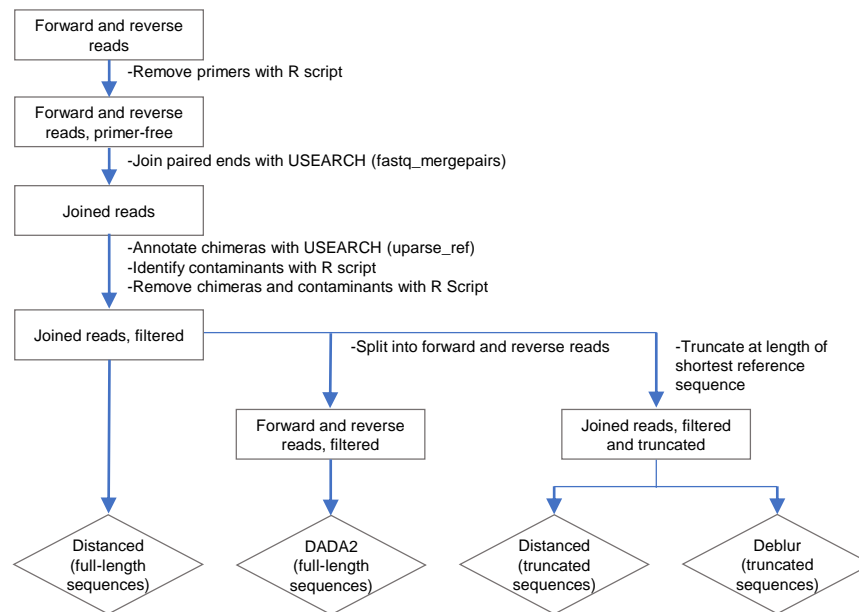 Forward and reverse
reads
-Remove primers with R script
Forward and reverse
reads, primer-free
-Join paired ends with USEARCH (fastq_mergepairs)
Joined reads
-Annotate chimeras with USEARCH (uparse_ref)
-Identify contaminants with R script
-Remove chimeras and contaminants with R Script
Joined reads, filtered
-Split into forward and reverse reads
-Truncate at length of
shortest reference
sequence
Forward and reverse
reads, filtered
Joined reads, filtered
and truncated
Distanced
(full-length
sequences)
DADA2
(full-length
sequences)
Distanced
(truncated
sequences)
Deblur
(truncated
sequences)